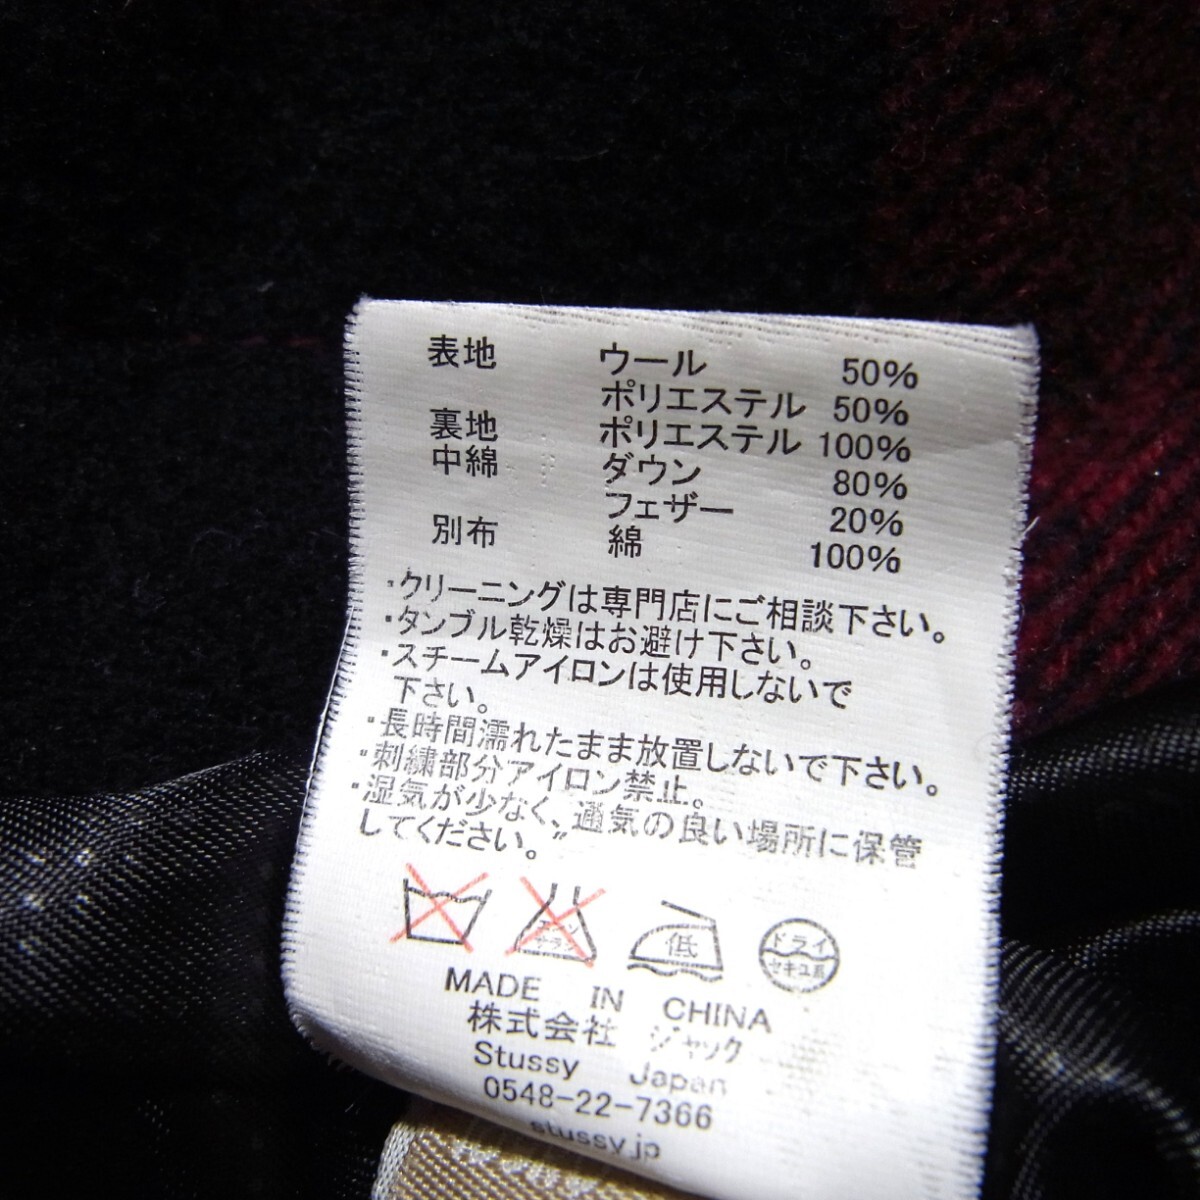 表地 ウール 50%
ポリエステル 50%
裏地 ポリエステル 100%
中綿 ダウン 80%
フェザー 20%
別布 綿 100%
・クリーニングは専門店にご相談下さい。
・タンブル乾燥はお避け下さい。
・スチームアイロンは使用しないで
下さい。
・長時間濡れたまま放置しないで下さい。
・刺繍部分アイロン禁止。
・湿気が少なく、通気の良い場所に保管
してください。”
エンソ
サラシ
低
ドライ
セキユ系
MADE IN CHINA
株式会社 ジャック
Stussy Japan
0548-22-7366
stussy.jp